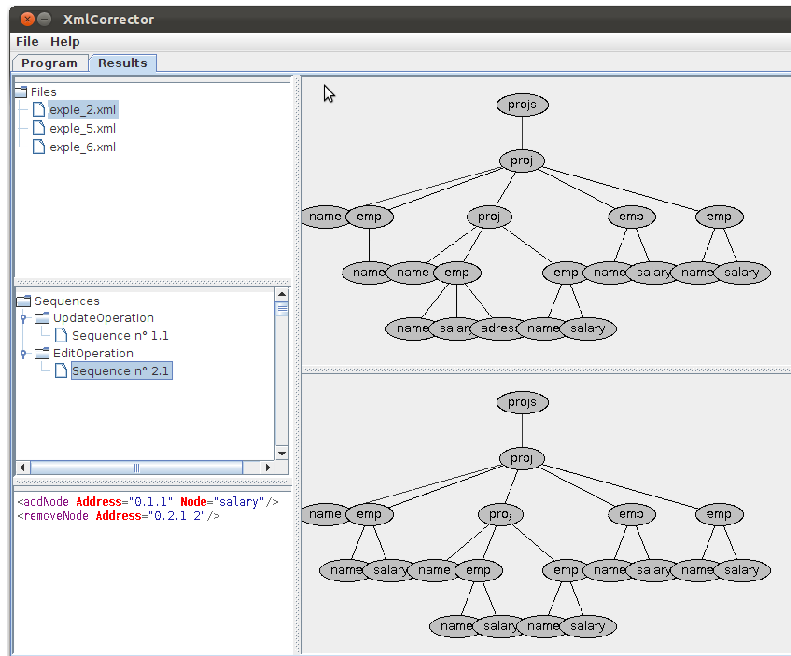 XmlCorrector
File Help
Program Results
Files
exple_2.xml
exple_5.xml
exple_6.xml
Sequences
UpdateOperation
Sequence n° 1.1
EditOperation
Sequence n° 2.1
<addNode Address="0.1.1" Node="salary"/>
<removeNode Address="0.2.1 2"/>
projs
proj
name emp proj emp emp
name name emp emp name salary name salary
name salary adress name salary
projs
proj
name emp proj emp emp
name salary name emp emp name salary name salary
name salary name salary